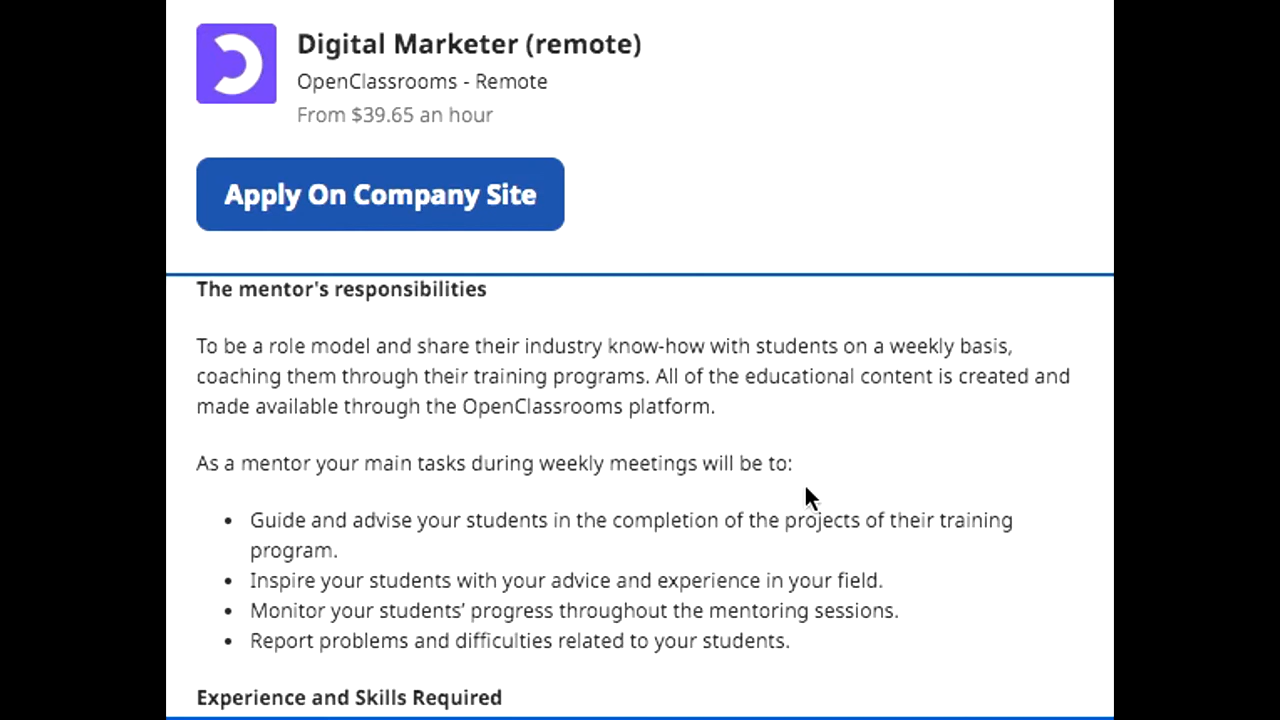 Digital Marketer (remote)
OpenClassrooms - Remote
From $39.65 an hour
Apply On Company Site
The mentor's responsibilities
To be a role model and share their industry know-how with students on a weekly basis,
coaching them through their training programs. All of the educational content is created and
made available through the OpenClassrooms platform.
As a mentor your main tasks during weekly meetings will be to:
• Guide and advise your students in the completion of the projects of their training
program.
• Inspire your students with your advice and experience in your field.
• Monitor your students’ progress throughout the mentoring sessions.
• Report problems and difficulties related to your students.
Experience and Skills Required